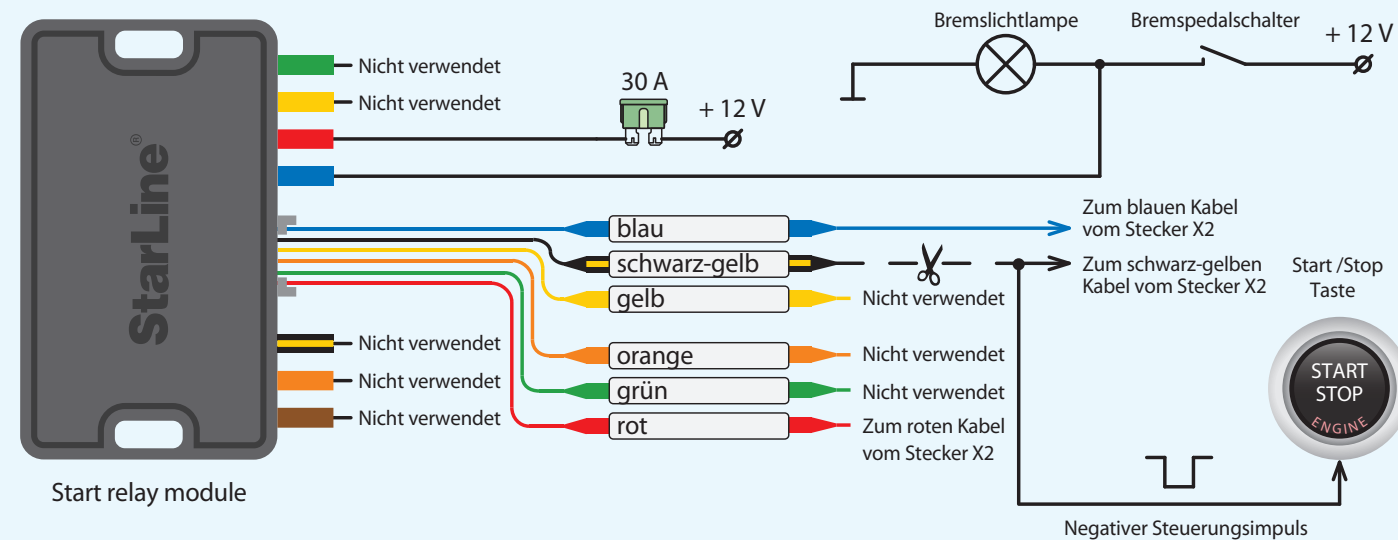 Bremslichtlampe
Bremspedalschalter
+ 12 V
Nicht verwendet
Nicht verwendet
30 A
+ 12 V
StarLine®
blau
Zum blauen Kabel
vom Stecker X2
schwarz-gelb
Zum schwarz-gelben
Kabel vom Stecker X2
Start /Stop
Taste
gelb
Nicht verwendet
Nicht verwendet
orange
Nicht verwendet
Nicht verwendet
grün
Nicht verwendet
Nicht verwendet
rot
Zum roten Kabel
vom Stecker X2
START
STOP
ENGINE
Start relay module
Negativer Steuerungsimpuls